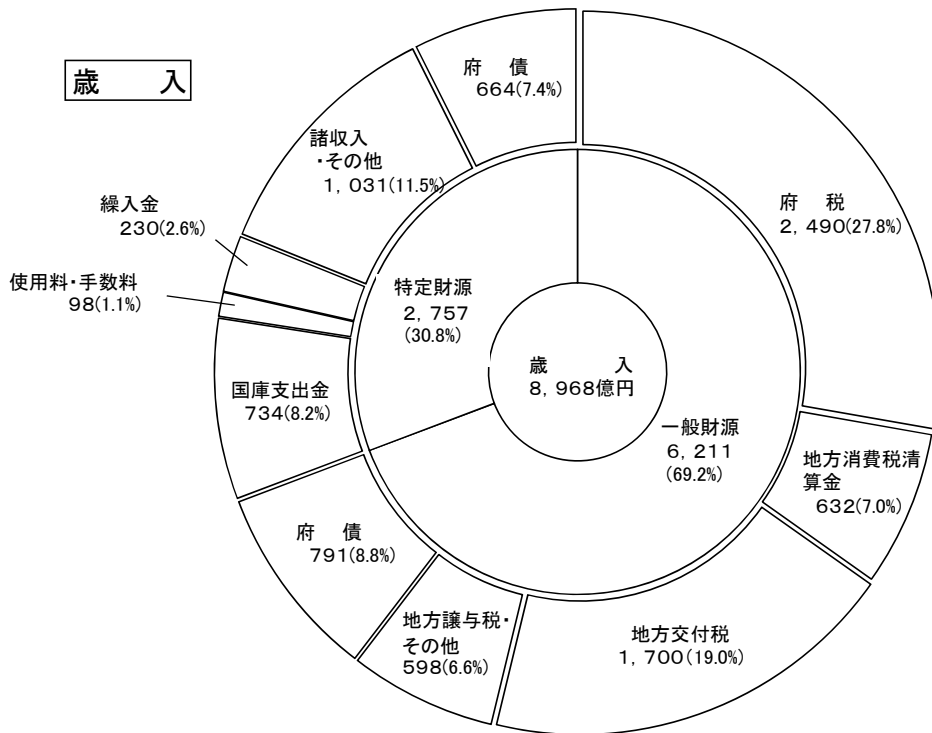 歳　　入
府　債
664(7.4%)
諸収入
・その他
1，031(11.5%)
繰入金
230(2.6%)
使用料・手数料
98(1.1%)
国庫支出金
734(8.2%)
府　債
791(8.8%)
地方譲与税・
その他
598(6.6%)
地方交付税
1，700(19.0%)
地方消費税清
算金
632(7.0%)
府　税
2，490(27.8%)
特定財源
2，757
(30.8%)
歳　　入
8，968億円
一般財源
6，211
(69.2%)